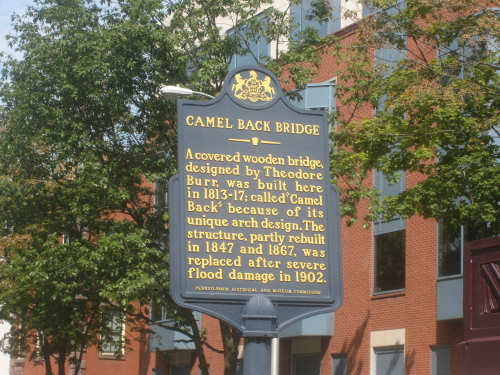 CAMEL BACK BRIDGE
A covered wooden bridge,
designed by Theodore
Burr, was built here
in 1813-17; called 'Camel
Back' because of its
unique arch design. The
structure, partly rebuilt
in 1847 and 1867, was
replaced after severe
flood damage in 1902.
PENNSYLVANIA HISTORICAL AND MUSEUM COMMISSION